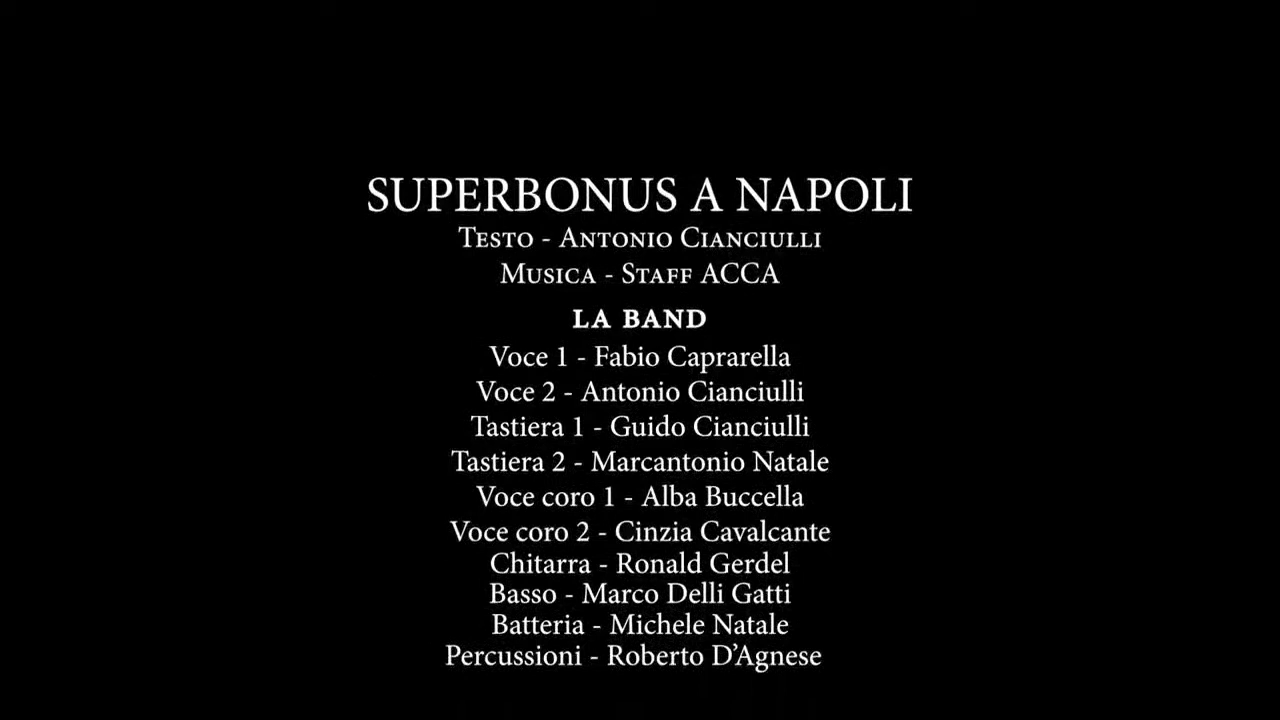 SUPERBONUS A NAPOLI
Testo - Antonio Cianciulli
Musica - Staff ACCA
LA BAND
Voce 1 - Fabio Caprarella
Voce 2 - Antonio Cianciulli
Tastiera 1 - Guido Cianciulli
Tastiera 2 - Marcantonio Natale
Voce coro 1 - Alba Buccella
Voce coro 2 - Cinzia Cavalcante
Chitarra - Ronald Gerdel
Basso - Marco Delli Gatti
Batteria - Michele Natale
Percussioni - Roberto D’Agnese